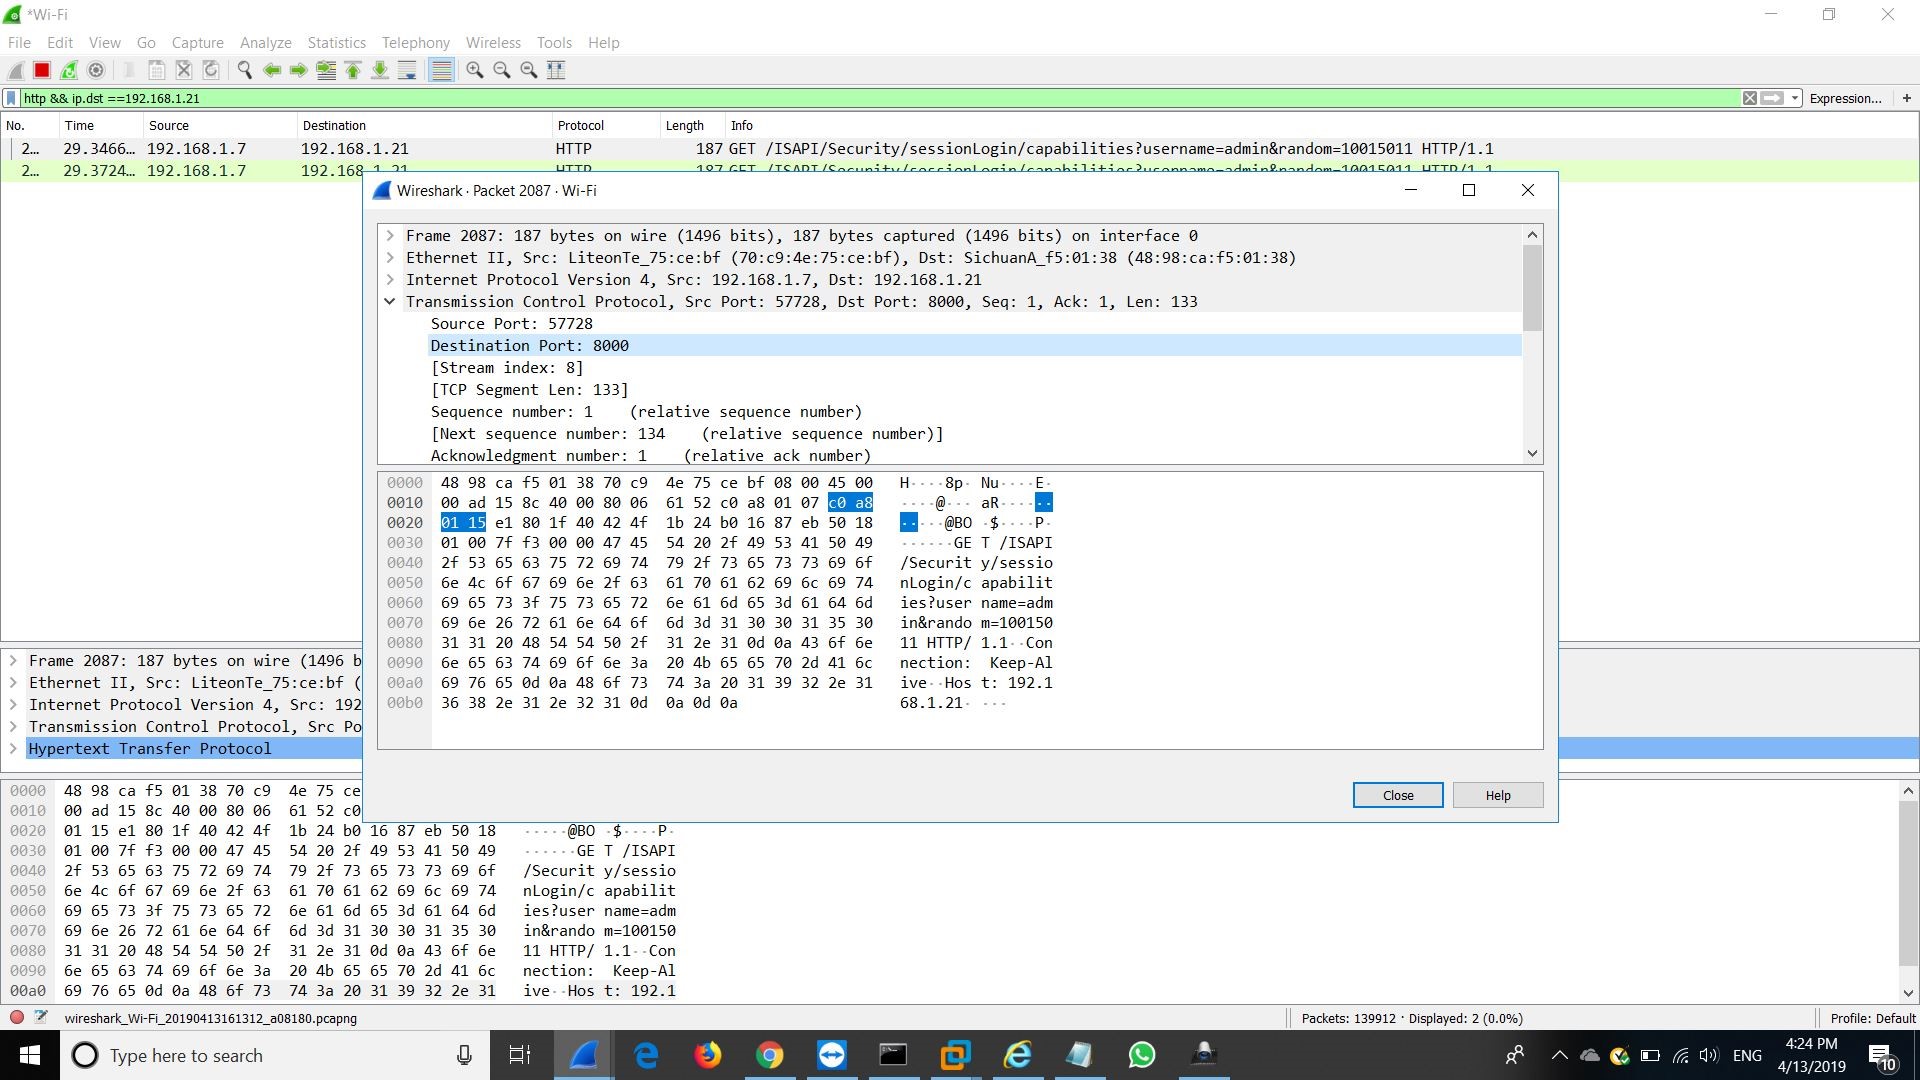 *Wi-Fi
File Edit View Go Capture Analyze Statistics Telephony Wireless Tools Help
http && ip.dst ==192.168.1.21
Expression... +
No. Time Source Destination Protocol Length Info
2… 29.3466… 192.168.1.7 192.168.1.21 HTTP 187 GET /ISAPI/Security/sessionLogin/capabilities?username=admin&random=10015011 HTTP/1.1
2… 29.3724… 192.168.1.7 192.168.1.21 HTTP 187 GET /ISAPI/Security/sessionLogin/capabilities?username=admin&random=10015011 HTTP/1.1
Wireshark · Packet 2087 · Wi-Fi
Frame 2087: 187 bytes on wire (1496 bits), 187 bytes captured (1496 bits) on interface 0
Ethernet II, Src: LiteonTe_75:ce:bf (70:c9:4e:75:ce:bf), Dst: SichuanA_f5:01:38 (48:98:ca:f5:01:38)
Internet Protocol Version 4, Src: 192.168.1.7, Dst: 192.168.1.21
Transmission Control Protocol, Src Port: 57728, Dst Port: 8000, Seq: 1, Ack: 1, Len: 133
Source Port: 57728
Destination Port: 8000
[Stream index: 8]
[TCP Segment Len: 133]
Sequence number: 1 (relative sequence number)
[Next sequence number: 134 (relative sequence number)]
Acknowledgment number: 1 (relative ack number)
0000 48 98 ca f5 01 38 70 c9 4e 75 ce bf 08 00 45 00 H····8p· Nu····E·
0010 00 ad 15 8c 40 00 80 06 61 52 c0 a8 01 07 c0 a8 ····@··· aR······
0020 01 15 e1 80 1f 40 42 4f 1b 24 b0 16 87 eb 50 18 ·····@BO ·$····P·
0030 01 00 7f f3 00 00 47 45 54 20 2f 49 53 41 50 49 ······GE T /ISAPI
0040 2f 53 65 63 75 72 69 74 79 2f 73 65 73 73 69 6f /Securit y/sessio
0050 6e 4c 6f 67 69 6e 2f 63 61 70 61 62 69 6c 69 74 nLogin/c apabilit
0060 69 65 73 3f 75 73 65 72 6e 61 6d 65 3d 61 64 6d ies?user name=adm
0070 69 6e 26 72 61 6e 64 6f 6d 3d 31 30 30 31 35 30 in&rando m=100150
0080 31 31 20 48 54 54 50 2f 31 2e 31 0d 0a 43 6f 6e 11 HTTP/ 1.1··Con
0090 6e 65 63 74 69 6f 6e 3a 20 4b 65 65 70 2d 41 6c nection: Keep-Al
00a0 69 76 65 0d 0a 48 6f 73 74 3a 20 31 39 32 2e 31 ive··Hos t: 192.1
00b0 36 38 2e 31 2e 32 31 0d 0a 0d 0a 68.1.21· ···
Close Help
Frame 2087: 187 bytes on wire (1496 b
Ethernet II, Src: LiteonTe_75:ce:bf (
Internet Protocol Version 4, Src: 192
Transmission Control Protocol, Src Po
Hypertext Transfer Protocol
0000 48 98 ca f5 01 38 70 c9 4e 75 ce
0010 00 ad 15 8c 40 00 80 06 61 52 c0
0020 01 15 e1 80 1f 40 42 4f 1b 24 b0 16 87 eb 50 18 ·····@BO ·$····P·
0030 01 00 7f f3 00 00 47 45 54 20 2f 49 53 41 50 49 ······GE T /ISAPI
0040 2f 53 65 63 75 72 69 74 79 2f 73 65 73 73 69 6f /Securit y/sessio
0050 6e 4c 6f 67 69 6e 2f 63 61 70 61 62 69 6c 69 74 nLogin/c apabilit
0060 69 65 73 3f 75 73 65 72 6e 61 6d 65 3d 61 64 6d ies?user name=adm
0070 69 6e 26 72 61 6e 64 6f 6d 3d 31 30 30 31 35 30 in&rando m=100150
0080 31 31 20 48 54 54 50 2f 31 2e 31 0d 0a 43 6f 6e 11 HTTP/ 1.1··Con
0090 6e 65 63 74 69 6f 6e 3a 20 4b 65 65 70 2d 41 6c nection: Keep-Al
00a0 69 76 65 0d 0a 48 6f 73 74 3a 20 31 39 32 2e 31 ive··Hos t: 192.1
wireshark_Wi-Fi_20190413161312_a08180.pcapng
Packets: 139912 · Displayed: 2 (0.0%)
Profile: Default
Type here to search
ENG
4:24 PM
4/13/2019
10